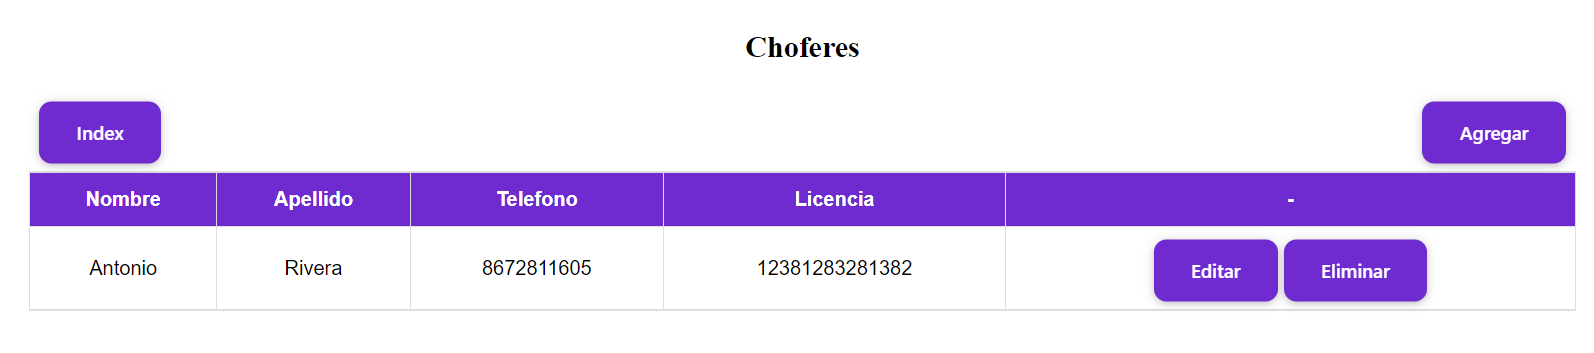 Choferes
Index Agregar
Nombre Apellido Telefono Licencia -
Antonio Rivera 8672811605 12381283281382 Editar Eliminar